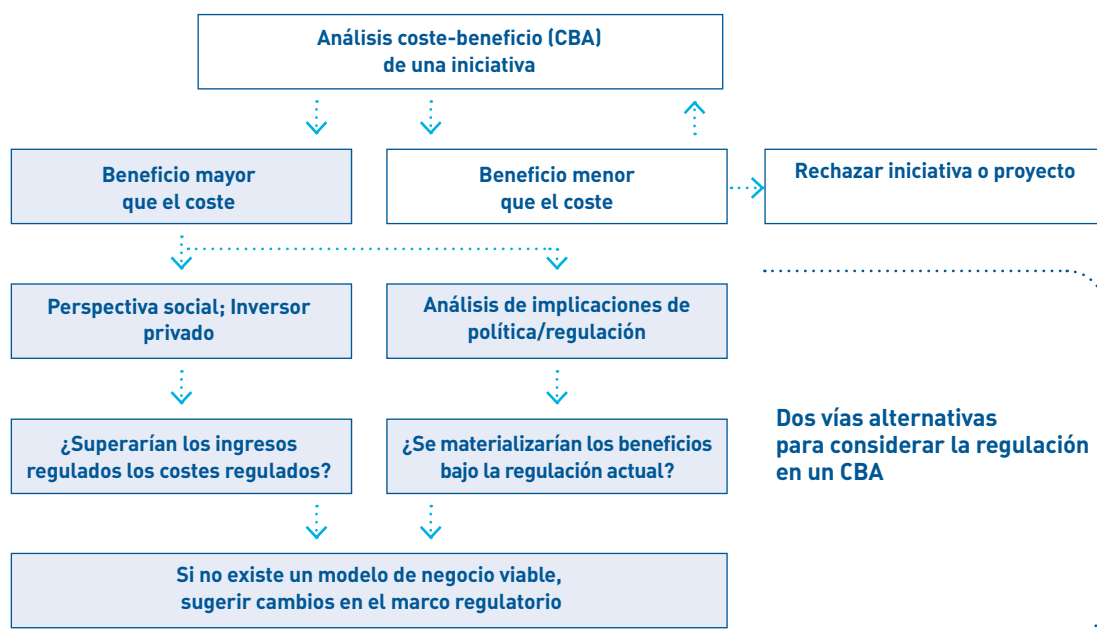 Análisis coste-beneficio (CBA)
de una iniciativa
Beneficio mayor
que el coste
Beneficio menor
que el coste
Rechazar iniciativa o proyecto
Perspectiva social; Inversor
privado
Análisis de implicaciones de
política/regulación
¿Superarían los ingresos
regulados los costes regulados?
¿Se materializarían los beneficios
bajo la regulación actual?
Dos vías alternativas
para considerar la regulación
en un CBA
Si no existe un modelo de negocio viable,
sugerir cambios en el marco regulatorio